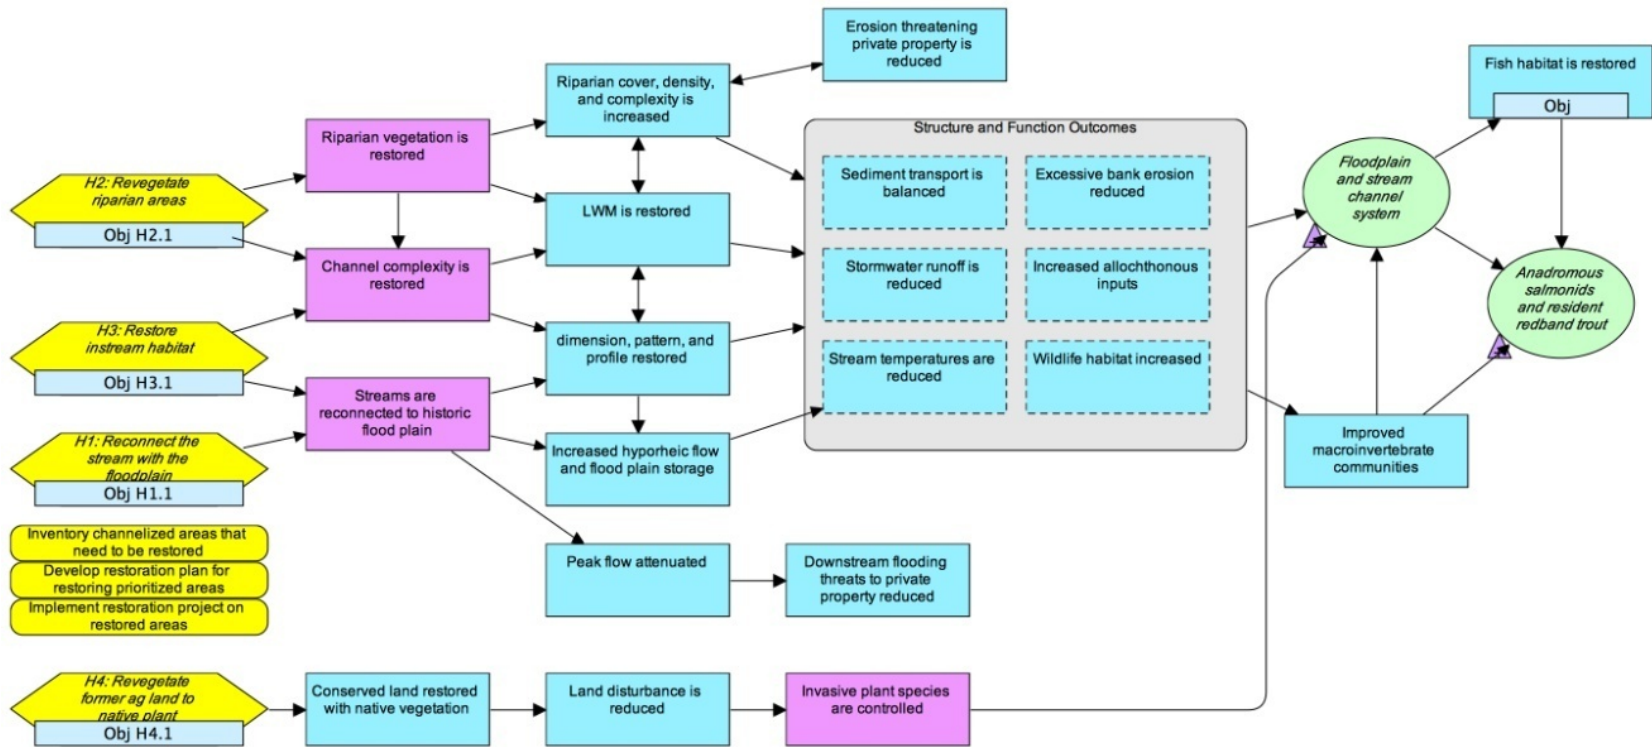 H2: Revegetate
riparian areas
Obj H2.1
H3: Restore
instream habitat
Obj H3.1
H1: Reconnect the
stream with the
floodplain
Obj H1.1
Inventory channelized areas that
need to be restored
Develop restoration plan for
restoring prioritized areas
Implement restoration project on
restored areas
H4: Revegetate
former ag land to
native plant
Obj H4.1
Riparian vegetation is
restored
Channel complexity is
restored
Streams are
reconnected to historic
flood plain
Conserved land restored
with native vegetation
Riparian cover, density,
and complexity is
increased
LWM is restored
dimension, pattern, and
profile restored
Increased hyporheic flow
and flood plain storage
Peak flow attenuated
Land disturbance is
reduced
Erosion threatening
private property is
reduced
Structure and Function Outcomes
Sediment transport is
balanced
Excessive bank erosion
reduced
Stormwater runoff is
reduced
Increased allochthonous
inputs
Stream temperatures are
reduced
Wildlife habitat increased
Downstream flooding
threats to private
property reduced
Invasive plant species
are controlled
Floodplain
and stream
channel
system
Improved
macroinvertebrate
communities
Fish habitat is restored
Obj
Anadromous
salmonids
and resident
redband trout